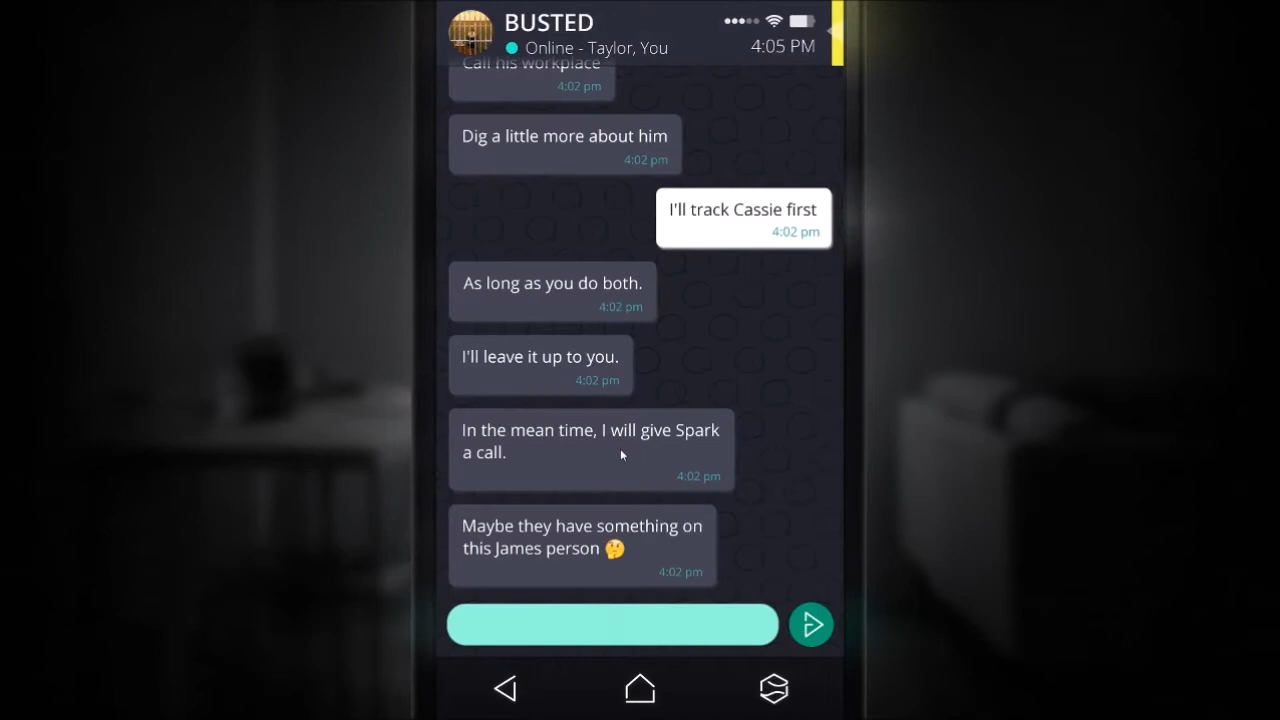 BUSTED
Online - Taylor, You
4:05 PM
Call his workplace
4:02 pm
Dig a little more about him
4:02 pm
I'll track Cassie first
4:02 pm
As long as you do both.
4:02 pm
I'll leave it up to you.
4:02 pm
In the mean time, I will give Spark
a call.
4:02 pm
Maybe they have something on
this James person 🤔
4:02 pm